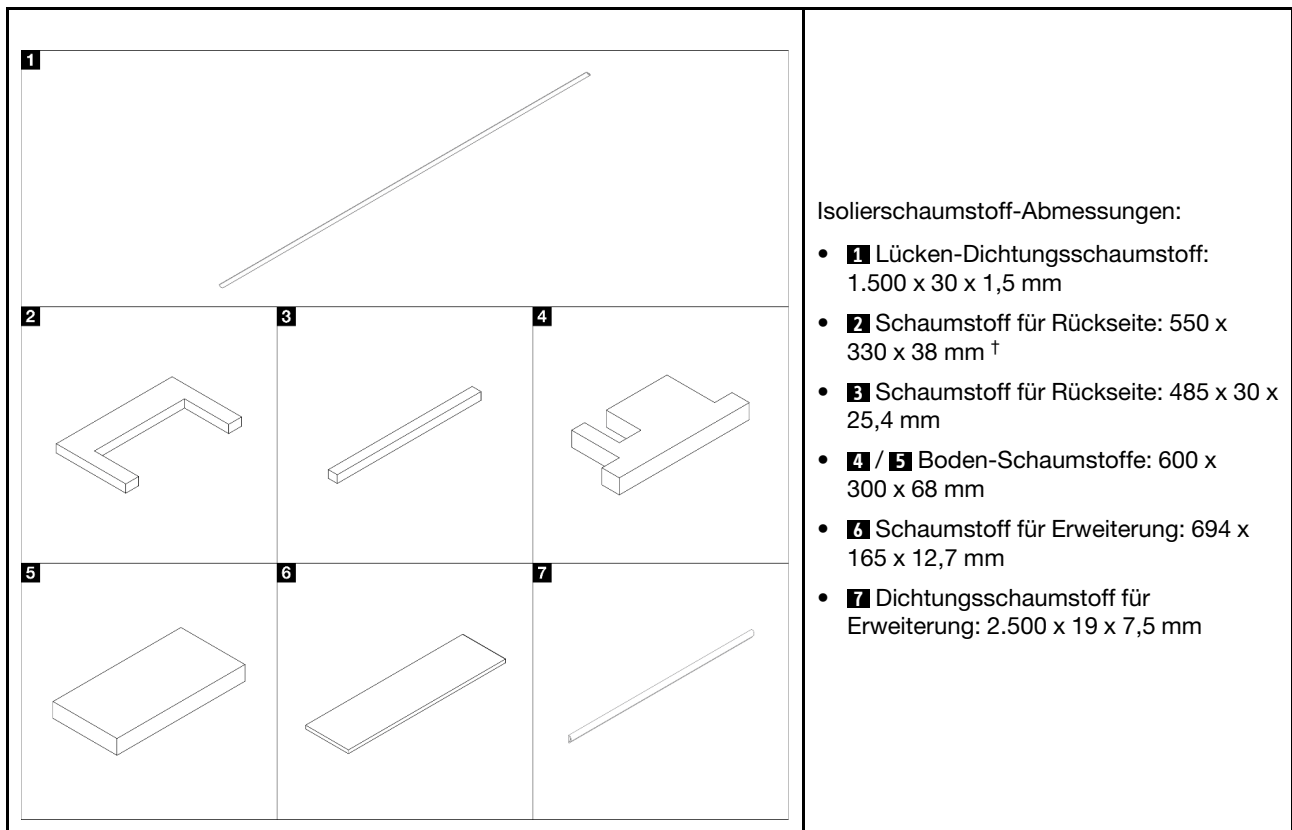 1
2
3
4
5
6
7
Isolierschaumstoff-Abmessungen:
• 1 Lücken-Dichtungsschaumstoff:
1.500 x 30 x 1,5 mm
• 2 Schaumstoff für Rückseite: 550 x
330 x 38 mm †
• 3 Schaumstoff für Rückseite: 485 x 30 x
25,4 mm
• 4 / 5 Boden-Schaumstoffe: 600 x
300 x 68 mm
• 6 Schaumstoff für Erweiterung: 694 x
165 x 12,7 mm
• 7 Dichtungsschaumstoff für
Erweiterung: 2.500 x 19 x 7,5 mm